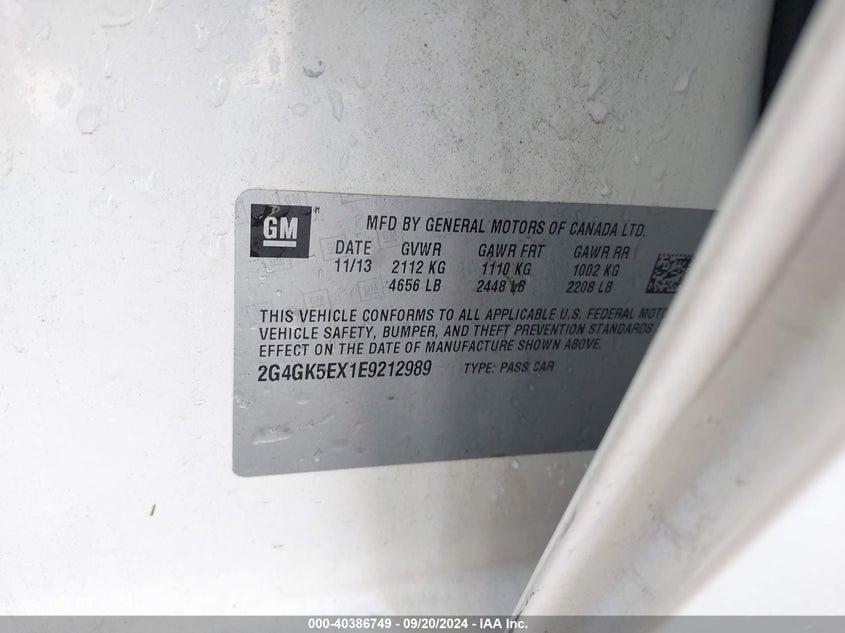 GM
MFD BY GENERAL MOTORS OF CANADA LTD.
DATE GVWR GAWR FRT GAWR RR
11/13 2112 KG 1110 KG 1002 KG
4656 LB 2448 LB 2208 LB
THIS VEHICLE CONFORMS TO ALL APPLICABLE U.S. FEDERAL
VEHICLE SAFETY, BUMPER, AND THEFT PREVENTION STANDARDS
EFFECT ON THE DATE OF MANUFACTURE SHOWN ABOVE.
2G4GK5EX1E9212989 TYPE: PASS CAR
000-40386749 - 09/20/2024 - IAA Inc.